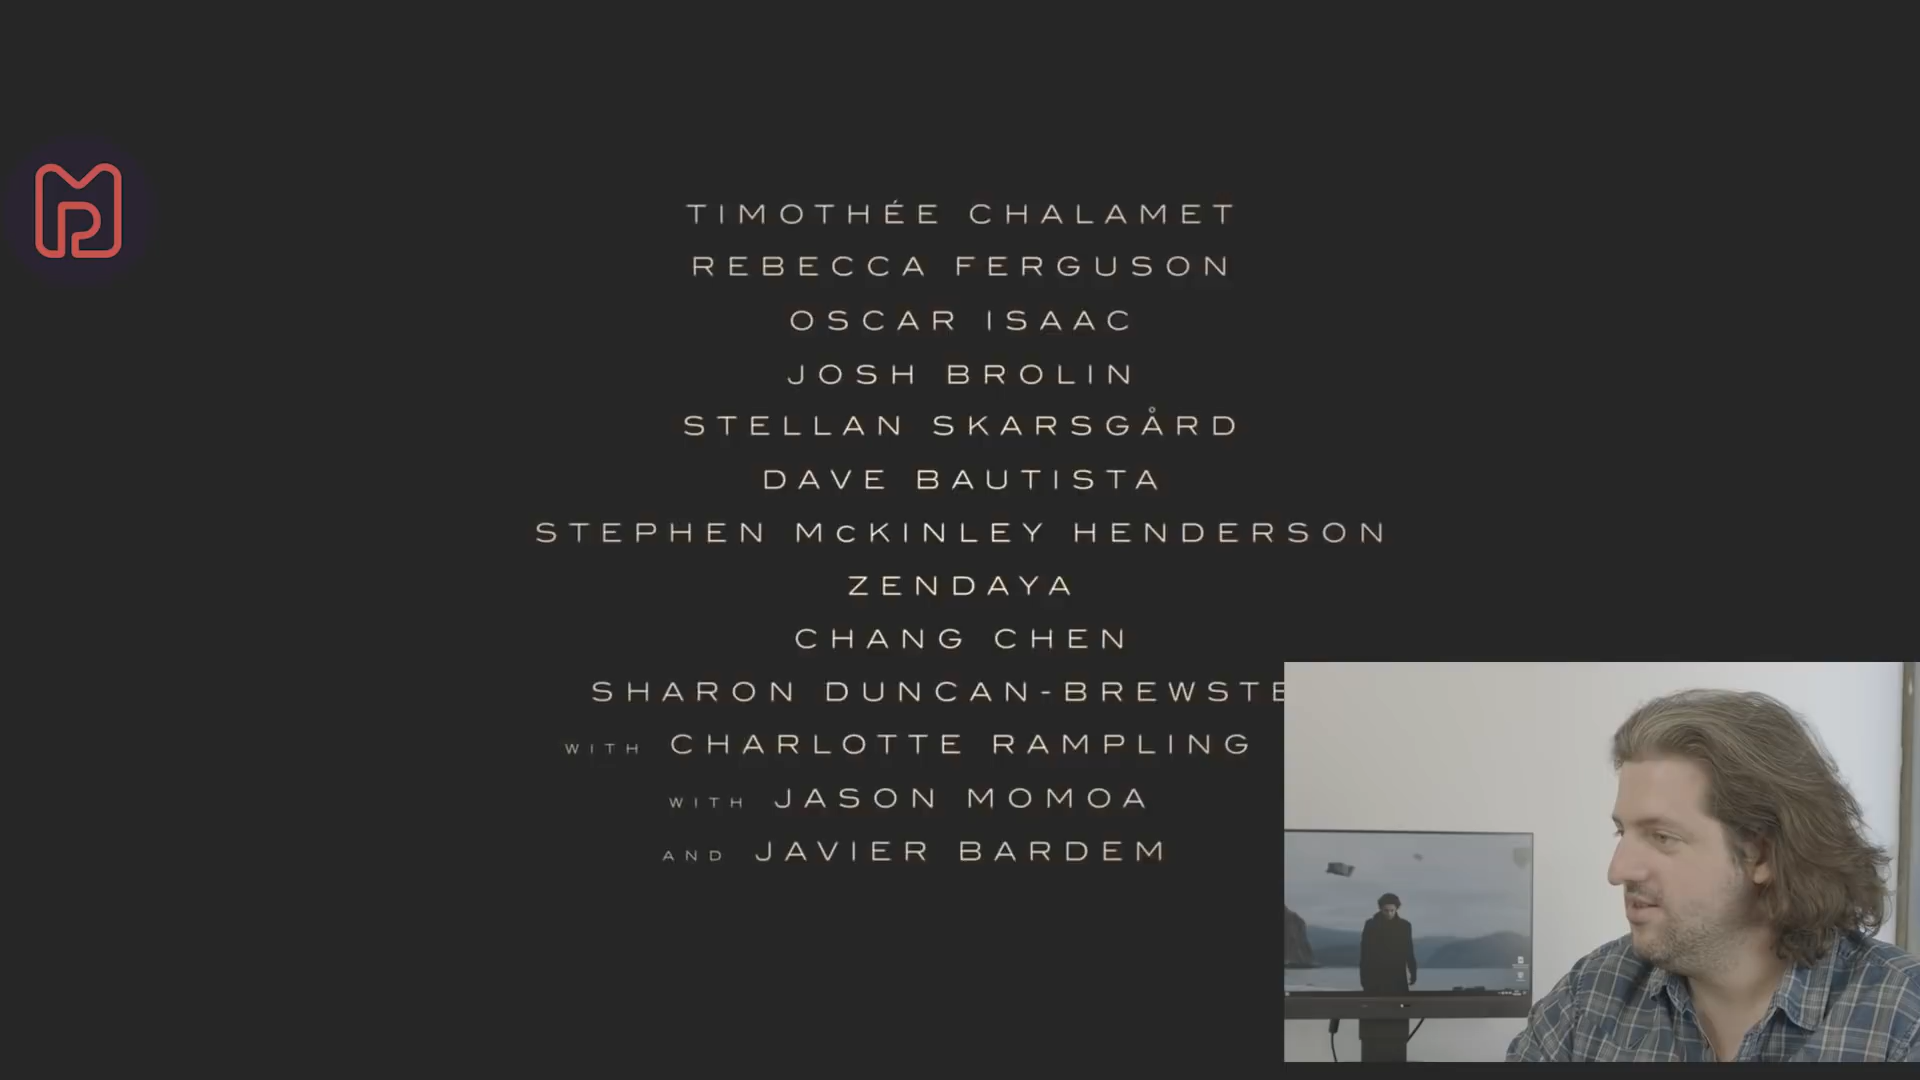 TIMOTHÉE CHALAMET
REBECCA FERGUSON
OSCAR ISAAC
JOSH BROLIN
STELLAN SKARSGÅRD
DAVE BAUTISTA
STEPHEN McKINLEY HENDERSON
ZENDAYA
CHANG CHEN
SHARON DUNCAN-BREWSTE
WITH CHARLOTTE RAMPLING
WITH JASON MOMOA
AND JAVIER BARDEM